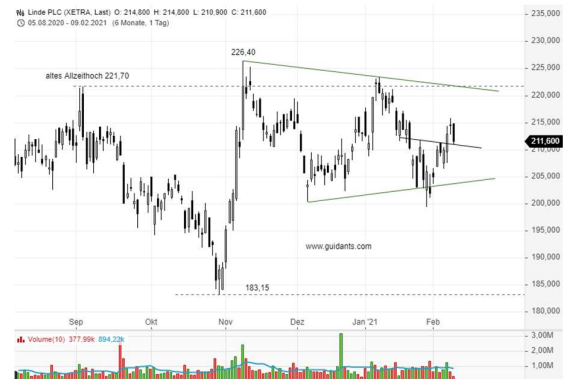 Linde PLC (XETRA, Last) O: 214,800 H: 214,800 L: 210,900 C: 211,600
05.08.2020 - 09.02.2021 (6 Monate, 1 Tag)
235,000
230,000
226,40
altes Allzeithoch 221,70
225,000
220,000
215,000
211,600
210,000
205,000
200,000
195,000
www.guidants.com
190,000
183,15
185,000
180,000
Sep
Okt
Nov
Dez
Jan '21
Feb
Volume(10) 377,99k 894,22k
3,00M
2,00M
1,00M